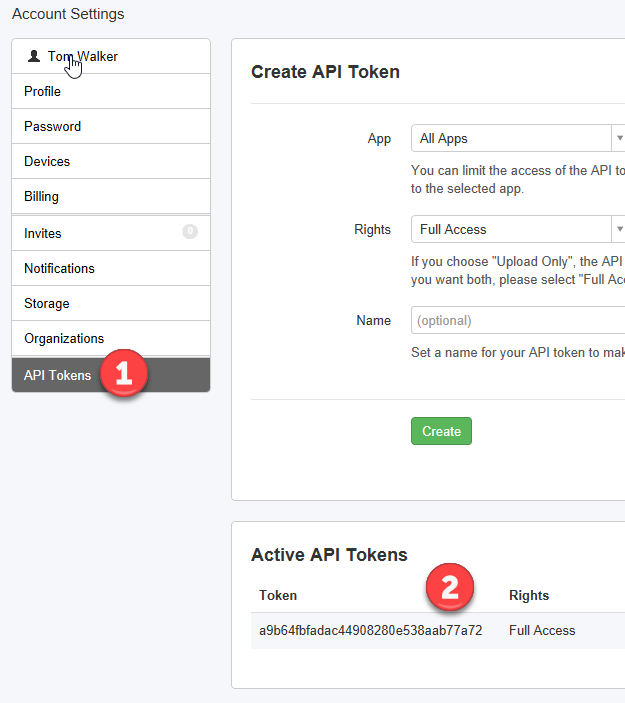 Account Settings
Tom Walker
Profile
Password
Devices
Billing
Invites 0
Notifications
Storage
Organizations
API Tokens 1
Create API Token
App All Apps
You can limit the access of the API to
to the selected app.
Rights Full Access
If you choose "Upload Only", the API
you want both, please select "Full Acc
Name (optional)
Set a name for your API token to mak
Create
Active API Tokens
2
Token Rights
a9b64fbfadac44908280e538aab77a72 Full Access